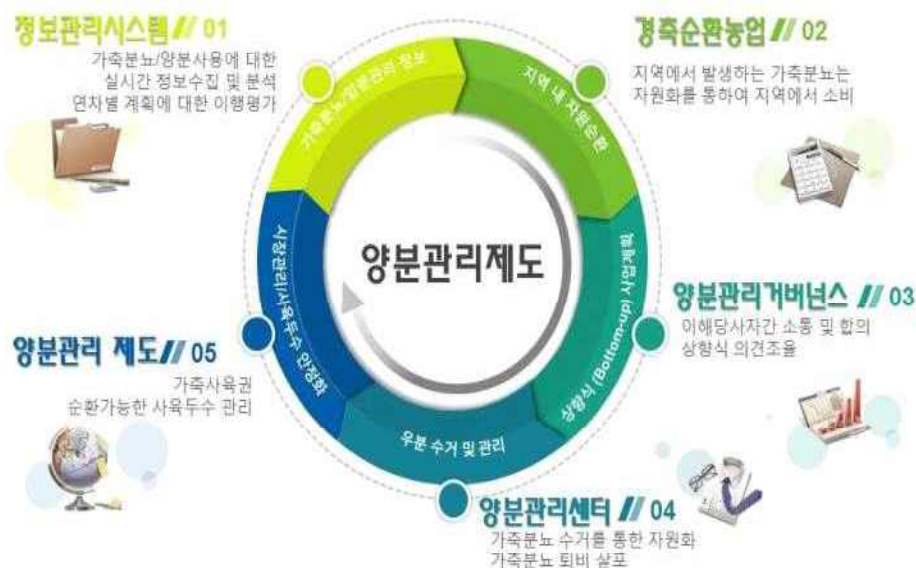 정보관리시스템 // 01
가축분뇨/양분사용에 대한
실시간 정보수집 및 분석
연차별 계획에 대한 이행평가
경축순환농업 // 02
지역에서 발생하는 가축분뇨는
자원화를 통하여 지역에서 소비
가축분뇨/양분관리 정보
지역 내 자원순환
양분관리제도
시장관리/사육두수 안정화
상향식 (Bottom-up) 사업계획
우분 수거 및 관리
양분관리거버넌스 // 03
이해당사자간 소통 및 합의
상향식 의견조율
양분관리 제도// 05
가축사육권
순환가능한 사육두수 관리
양분관리센터 // 04
가축분뇨 수거를 통한 자원화
가축분뇨 퇴비 살포